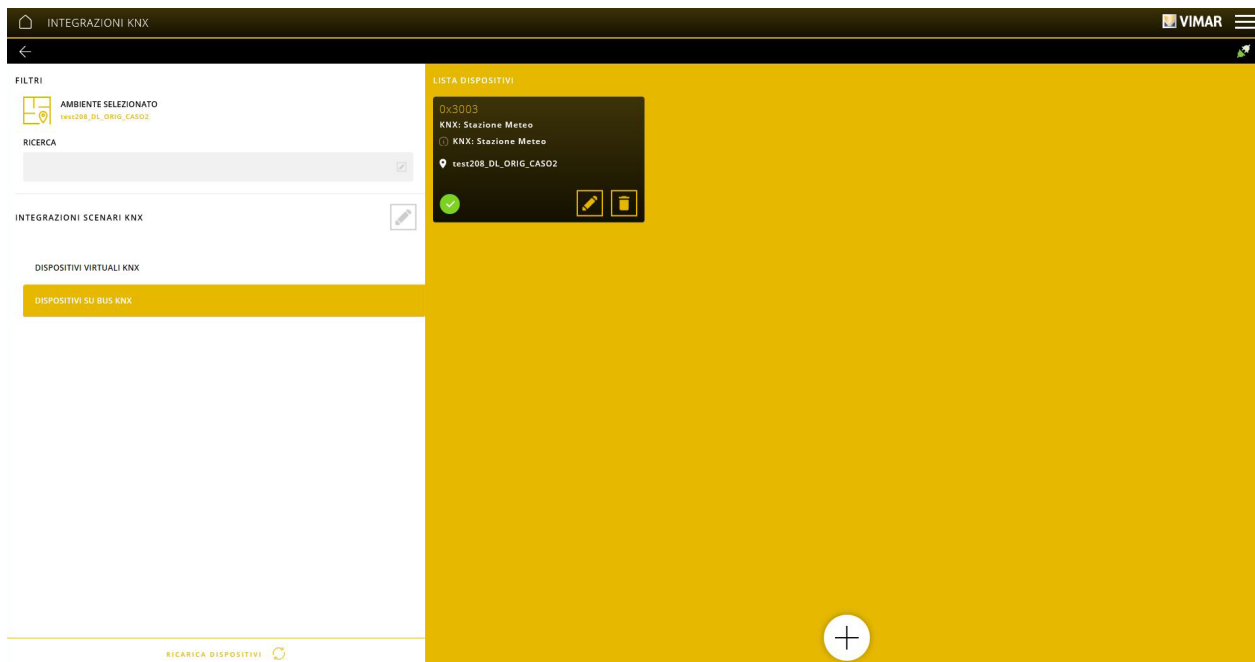 INTEGRAZIONI KNX
VIMAR
FILTRI
AMBIENTE SELEZIONATO
test208_DL_ORIG_CASO2
RICERCA
INTEGRAZIONI SCENARI KNX
DISPOSITIVI VIRTUALI KNX
DISPOSITIVI SU BUS KNX
RICARICA DISPOSITIVI
LISTA DISPOSITIVI
0x3003
KNX: Stazione Meteo
KNX: Stazione Meteo
test208_DL_ORIG_CASO2